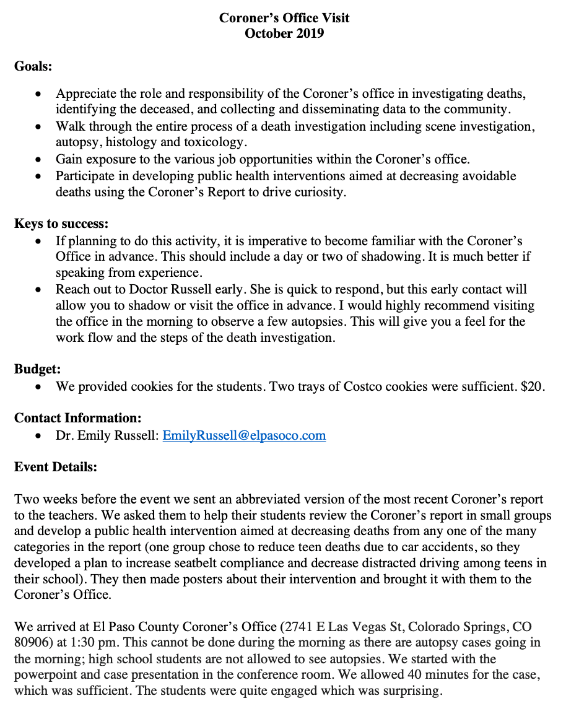 Coroner's Office Visit
October 2019
Goals:
• Appreciate the role and responsibility of the Coroner's office in investigating deaths,
identifying the deceased, and collecting and disseminating data to the community.
• Walk through the entire process of a death investigation including scene investigation,
autopsy, histology and toxicology.
• Gain exposure to the various job opportunities within the Coroner's office.
• Participate in developing public health interventions aimed at decreasing avoidable
deaths using the Coroner's Report to drive curiosity.
Keys to success:
• If planning to do this activity, it is imperative to become familiar with the Coroner's
Office in advance. This should include a day or two of shadowing. It is much better if
speaking from experience.
• Reach out to Doctor Russell early. She is quick to respond, but this early contact will
allow you to shadow or visit the office in advance. I would highly recommend visiting
the office in the morning to observe a few autopsies. This will give you a feel for the
work flow and the steps of the death investigation.
Budget:
• We provided cookies for the students. Two trays of Costco cookies were sufficient. $20.
Contact Information:
• Dr. Emily Russell: EmilyRussell@elpasoco.com
Event Details:
Two weeks before the event we sent an abbreviated version of the most recent Coroner's report
to the teachers. We asked them to help their students review the Coroner's report in small groups
and develop a public health intervention aimed at decreasing deaths from any one of the many
categories in the report (one group chose to reduce teen deaths due to car accidents, so they
developed a plan to increase seatbelt compliance and decrease distracted driving among teens in
their school). They then made posters about their intervention and brought it with them to the
Coroner's Office.
We arrived at El Paso County Coroner's Office (2741 E Las Vegas St, Colorado Springs, CO
80906) at 1:30 pm. This cannot be done during the morning as there are autopsy cases going in
the morning; high school students are not allowed to see autopsies. We started with the
powerpoint and case presentation in the conference room. We allowed 40 minutes for the case,
which was sufficient. The students were quite engaged which was surprising.